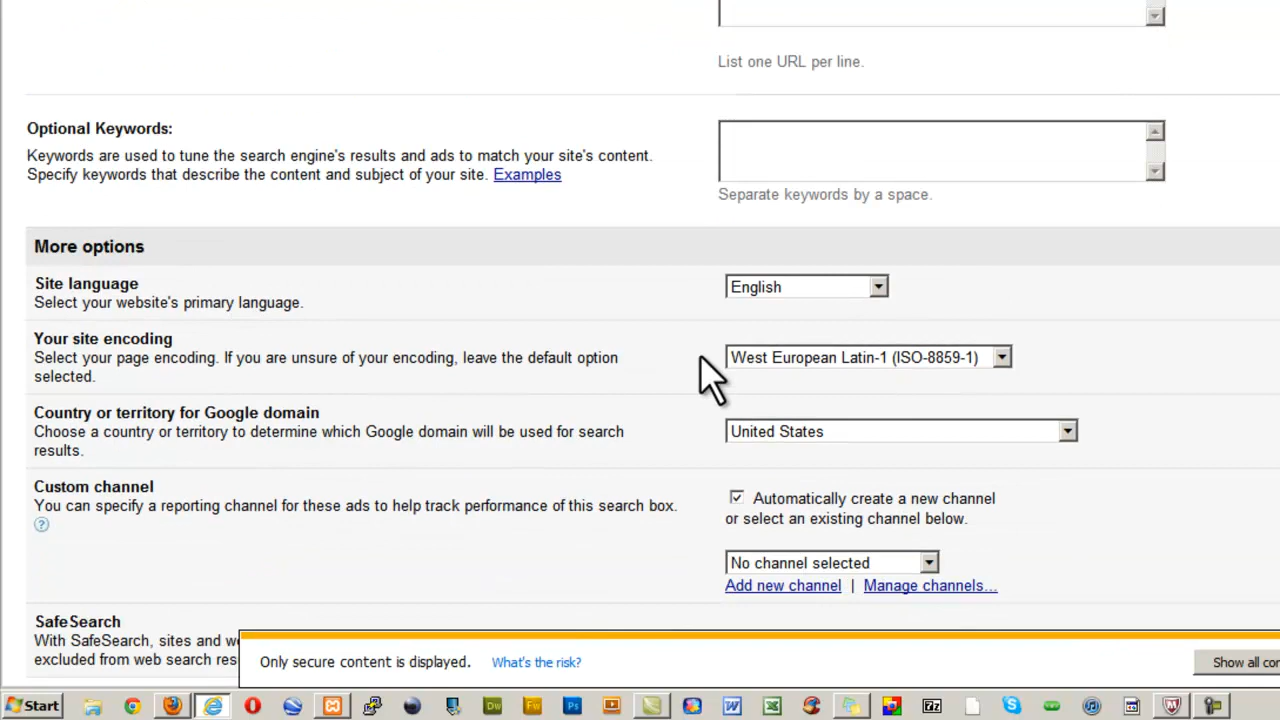 List one URL per line.
Optional Keywords:
Keywords are used to tune the search engine's results and ads to match your site's content.
Specify keywords that describe the content and subject of your site. Examples
Separate keywords by a space.
More options
Site language
Select your website's primary language.
English
Your site encoding
Select your page encoding. If you are unsure of your encoding, leave the default option
selected.
West European Latin-1 (ISO-8859-1)
Country or territory for Google domain
Choose a country or territory to determine which Google domain will be used for search
results.
United States
Custom channel
You can specify a reporting channel for these ads to help track performance of this search box.
?
Automatically create a new channel
or select an existing channel below.
No channel selected
Add new channel | Manage channels...
SafeSearch
With SafeSearch, sites and we
excluded from web search res
Only secure content is displayed. What's the risk?
Show all con
Start
Dw
Fw
Ps
W
7z